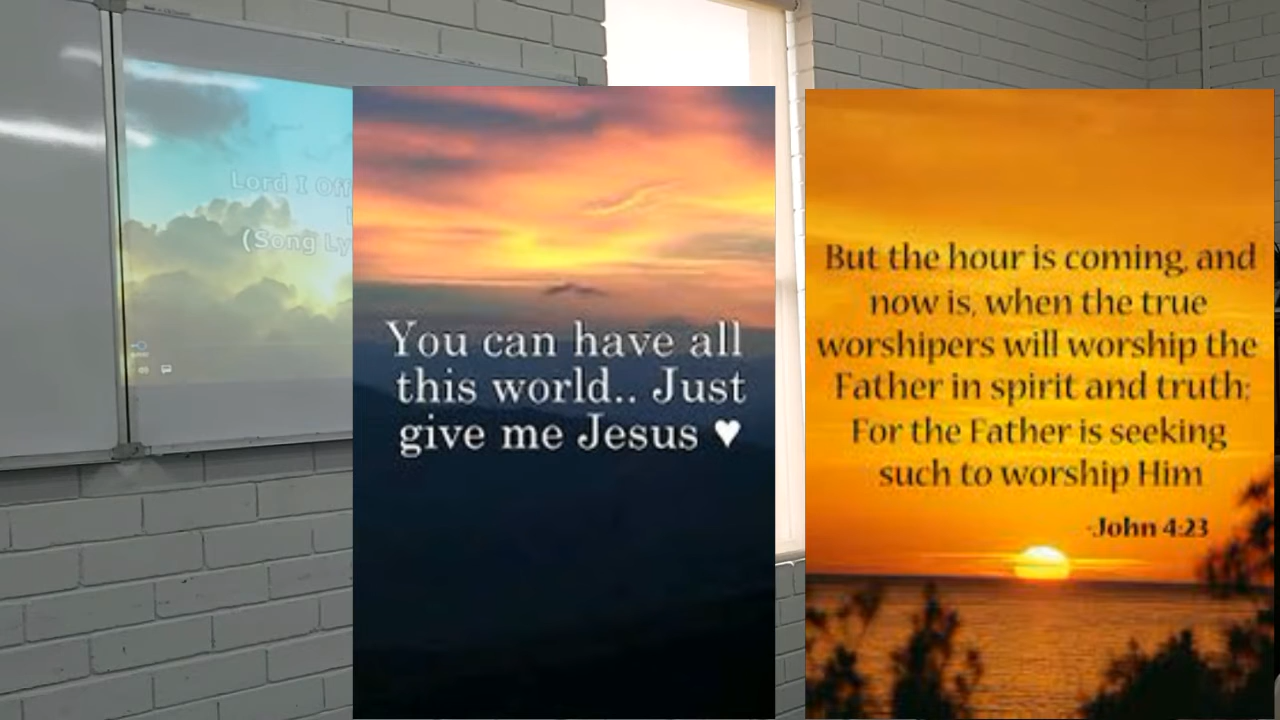 Lord I
(Song
You can have all
this world.. Just
give me Jesus ♥
But the hour is coming, and
now is, when the true
worshipers will worship the
Father in spirit and truth;
For the Father is seeking
such to worship Him
-John 4:23